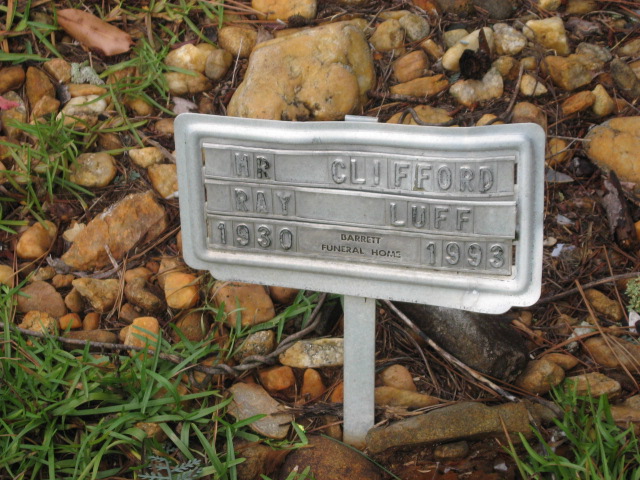 MR CLIFFORD
RAY LUFF
1930 BARRETT FUNERAL HOME 1993